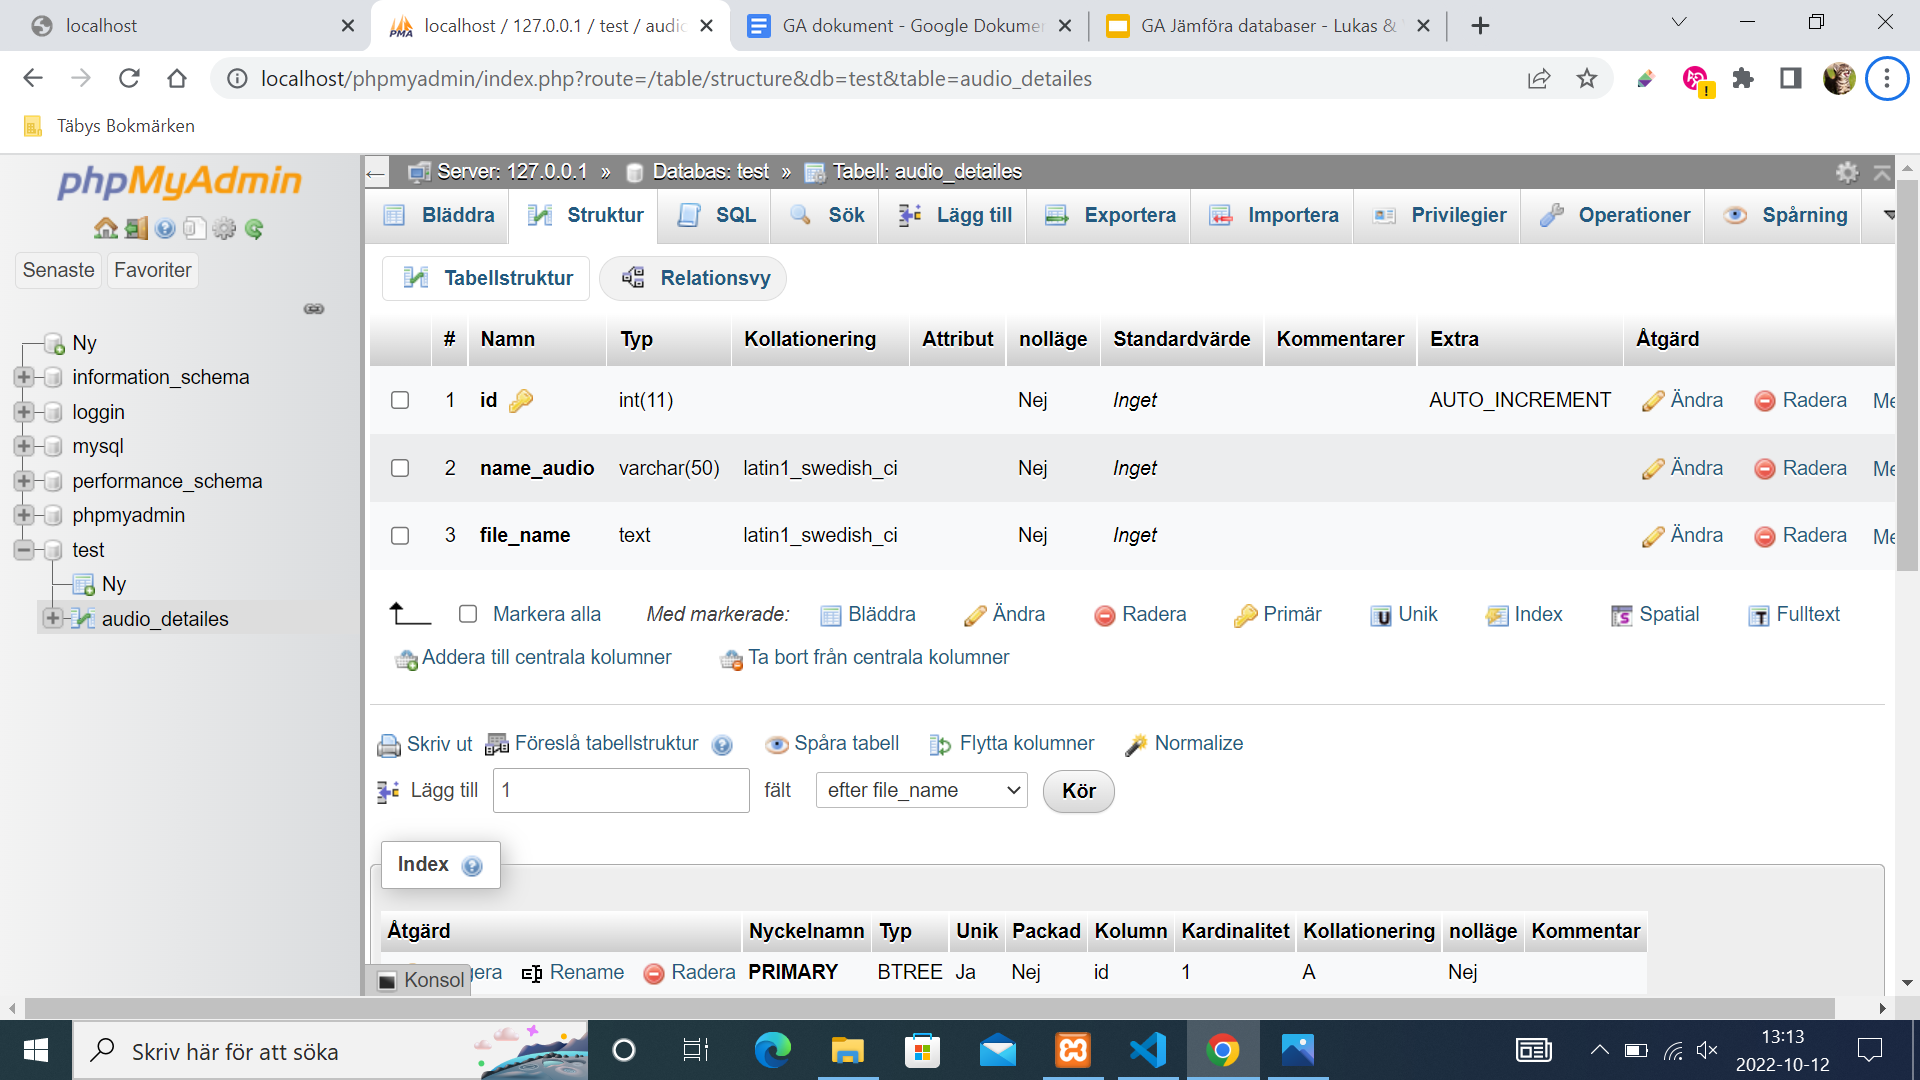 localhost
localhost / 127.0.0.1 / test / audio
GA dokument - Google Dokumer
GA Jämföra databaser - Lukas &
localhost/phpmyadmin/index.php?route=/table/structure&db=test&table=audio_detailes
Täbys Bokmärken
phpMyAdmin
Senaste
Favoriter
Ny
information_schema
loggin
mysql
performance_schema
phpmyadmin
test
Ny
audio_detailes
Server: 127.0.0.1 » Databas: test » Tabell: audio_detailes
Bläddra Struktur SQL Sök Lägg till Exportera Importera Privilegier Operationer Spårning
Tabellstruktur Relationsvy
# Namn Typ Kollationering Attribut nolläge Standardvärde Kommentarer Extra Åtgärd
1 id int(11) Nej Inget AUTO_INCREMENT Ändra Radera Me
2 name_audio varchar(50) latin1_swedish_ci Nej Inget Ändra Radera Me
3 file_name text latin1_swedish_ci Nej Inget Ändra Radera Me
Markera alla Med markerade: Bläddra Ändra Radera Primär Unik Index Spatial Fulltext
Addera till centrala kolumner Ta bort från centrala kolumner
Skriv ut Föreslå tabellstruktur Spåra tabell Flytta kolumner Normalize
Lägg till 1 fält efter file_name Kör
Index
Åtgärd Nyckelnamn Typ Unik Packad Kolumn Kardinalitet Kollationering nolläge Kommentar
gera Rename Radera PRIMARY BTREE Ja Nej id 1 A Nej
Konsol
Skriv här för att söka
13:13
2022-10-12